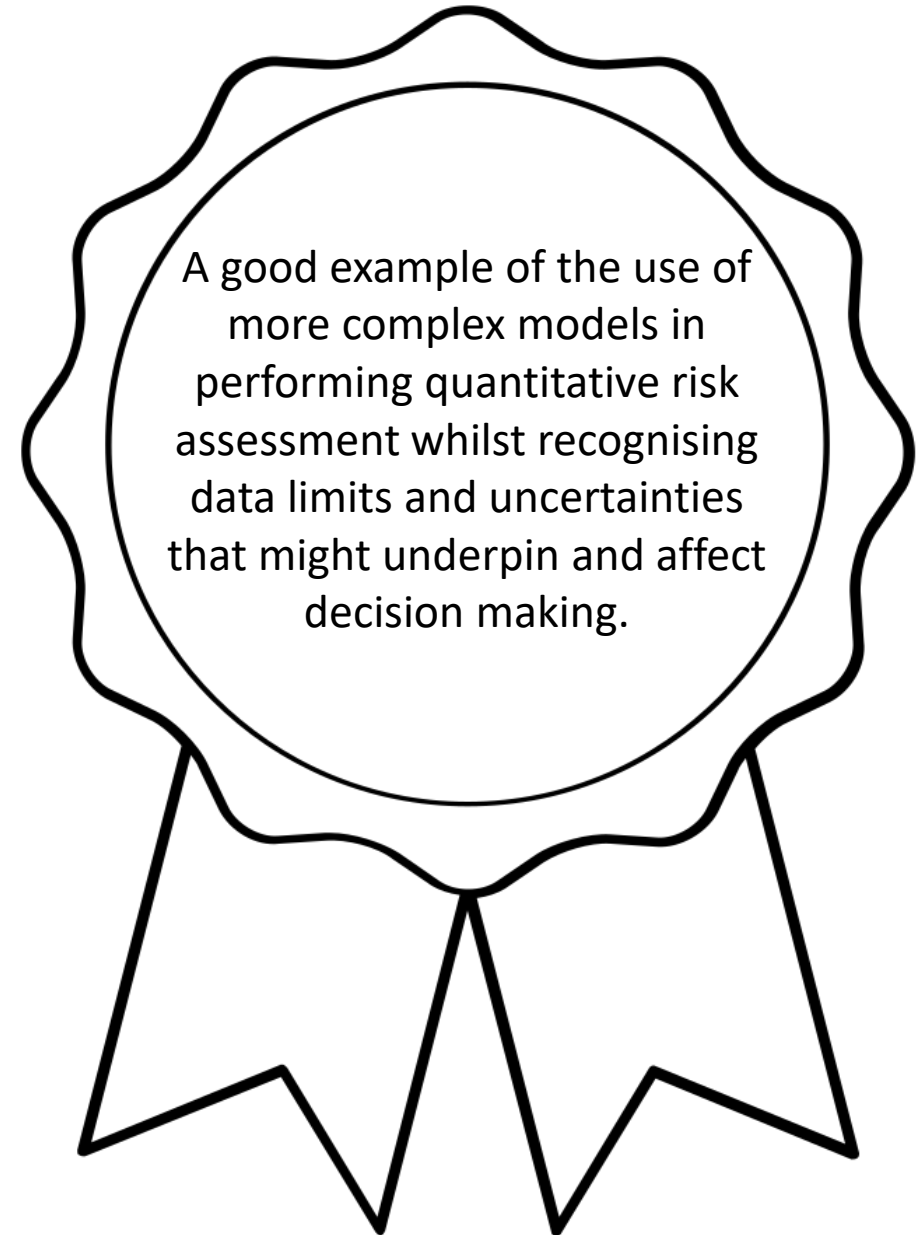 A good example of the use of
more complex models in
performing quantitative risk
assessment whilst recognising
data limits and uncertainties
that might underpin and affect
decision making.